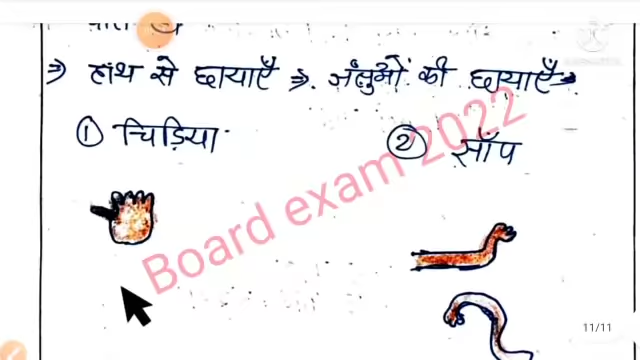 ⇒ हाथ से छायाएँ ⇒ जंतुओं की छायाएँ ⇒
① चिड़िया
② साँप
Board exam 2022
11/11